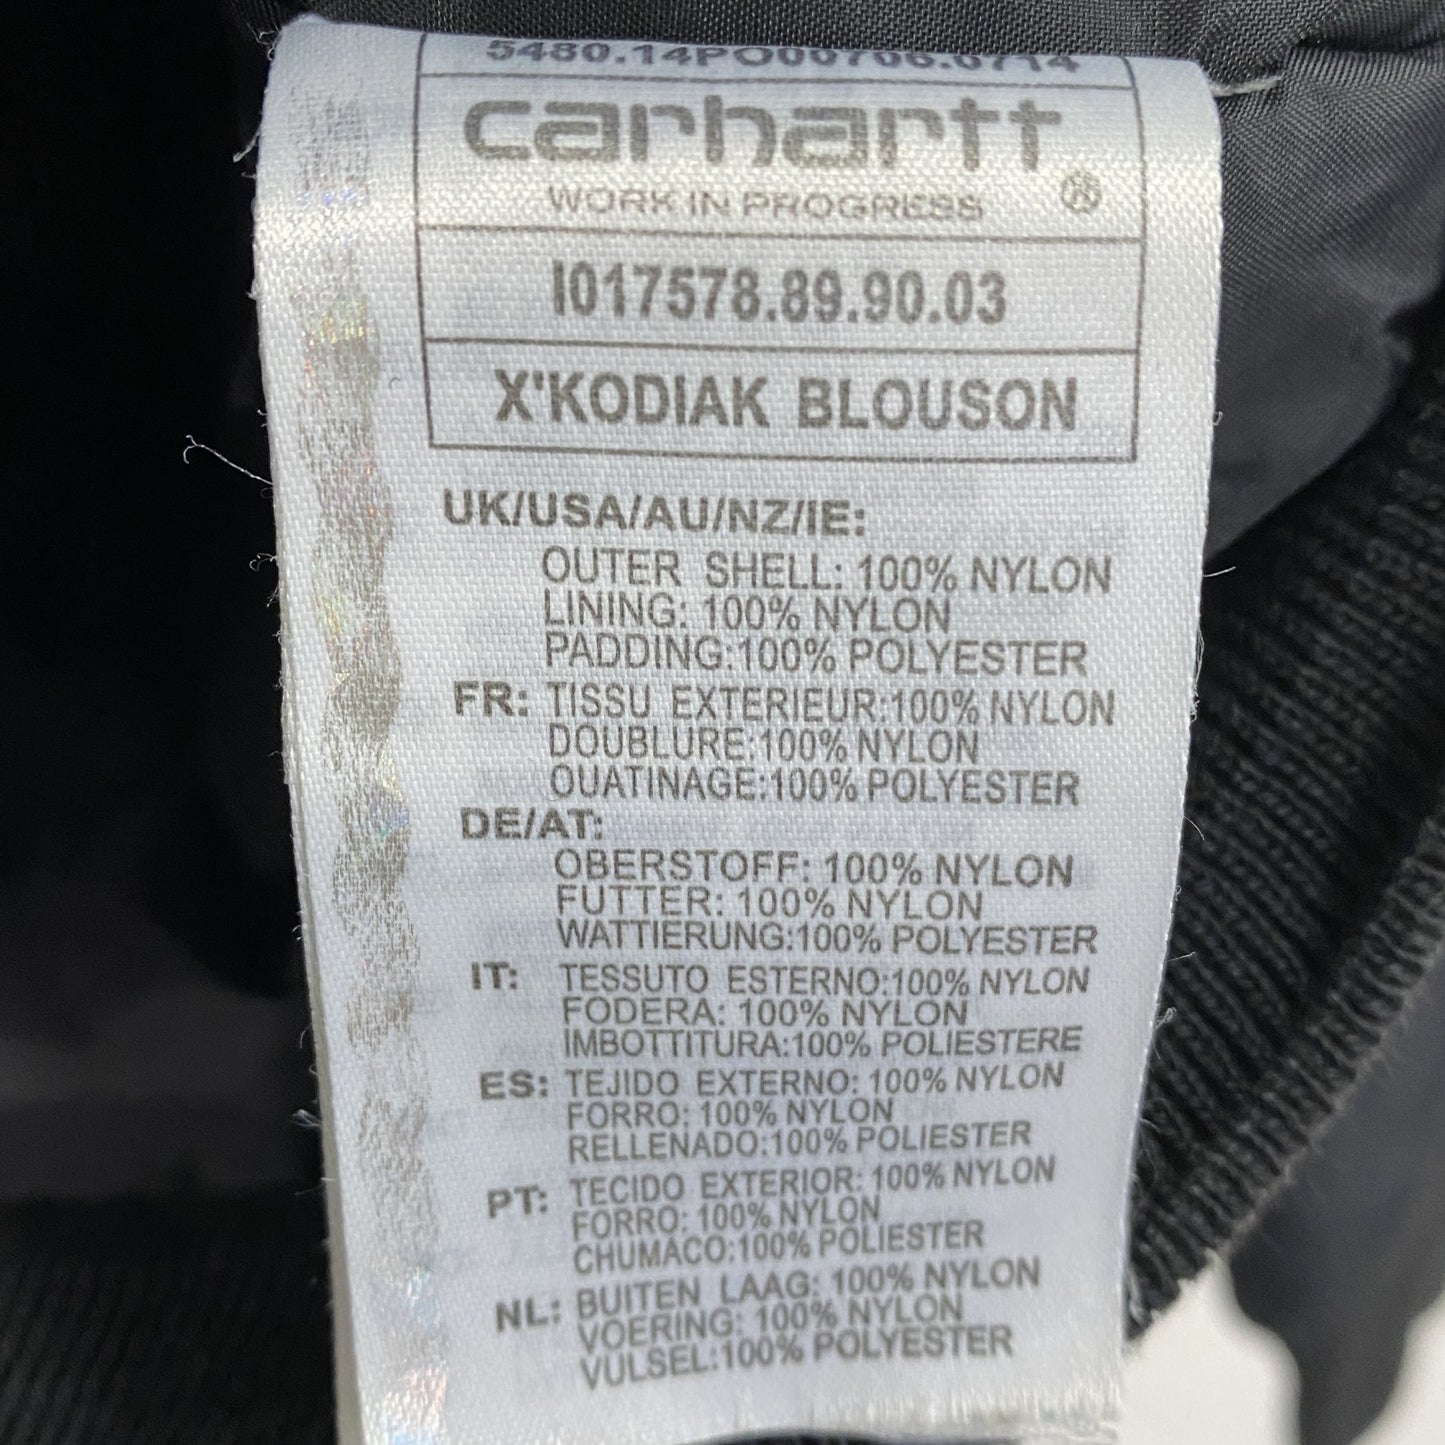 5480.14PO00706.0714
carhartt
WORK IN PROGRESS ®
I017578.89.90.03
X'KODIAK BLOUSON
UK/USA/AU/NZ/IE:
OUTER SHELL: 100% NYLON
LINING: 100% NYLON
PADDING:100% POLYESTER
FR: TISSU EXTERIEUR:100% NYLON
DOUBLURE:100% NYLON
OUATINAGE:100% POLYESTER
DE/AT:
OBERSTOFF: 100% NYLON
FUTTER: 100% NYLON
WATTIERUNG:100% POLYESTER
IT: TESSUTO ESTERNO:100% NYLON
FODERA: 100% NYLON
IMBOTTITURA:100% POLIESTERE
ES: TEJIDO EXTERNO: 100% NYLON
FORRO: 100% NYLON
RELLENADO:100% POLIESTER
PT: TECIDO EXTERIOR: 100% NYLON
FORRO: 100% NYLON
CHUMACO:100% POLIESTER
NL: BUITEN LAAG: 100% NYLON
VOERING: 100% NYLON
VULSEL:100% POLYESTER